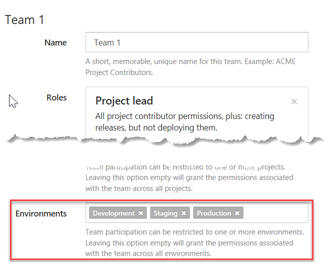 Team 1
Name
Team 1
A short, memorable, unique name for this team. Example: ACME
Project Contributors.
Roles
Project lead
×
All project contributor permissions, plus: creating
releases, but not deploying them.
Team participation can be restricted to one or more projects.
Leaving this option empty will grant the permissions associated
with the team across all projects.
Environments
Development × Staging × Production ×
Team participation can be restricted to one or more environments.
Leaving this option empty will grant the permissions associated
with the team across all environments.